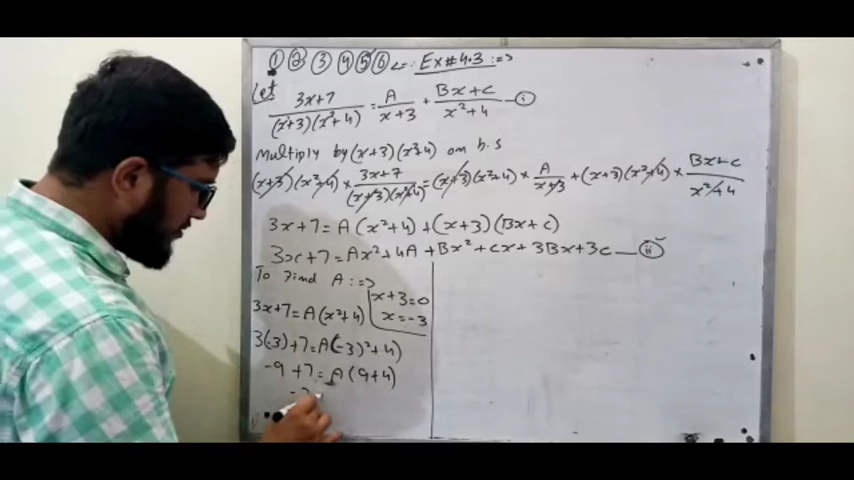 ① ② ③ ④ ⑤ ⑥ <=: Ex#4.3 :=>
Let
3x+7/(x+3)(x²+4) = A/x+3 + Bx+c/x²+4 — (i)
Multiply by (x+3)(x²+4) on b.s
(x+3)(x²+4) × 3x+7/(x+3)(x²+4) = (x+3)(x²+4) × A/x+3 + (x+3)(x²+4) × Bx+c/x²+4
3x+7 = A(x²+4) + (x+3)(Bx+c)
3x+7 = Ax²+4A+Bx²+cx+3Bx+3c — (ii)
To Find A :=>
x+3=0
x=-3
3x+7=A(x²+4)
3(-3)+7=A(-3)²+4)
-9+7=A(9+4)
-2